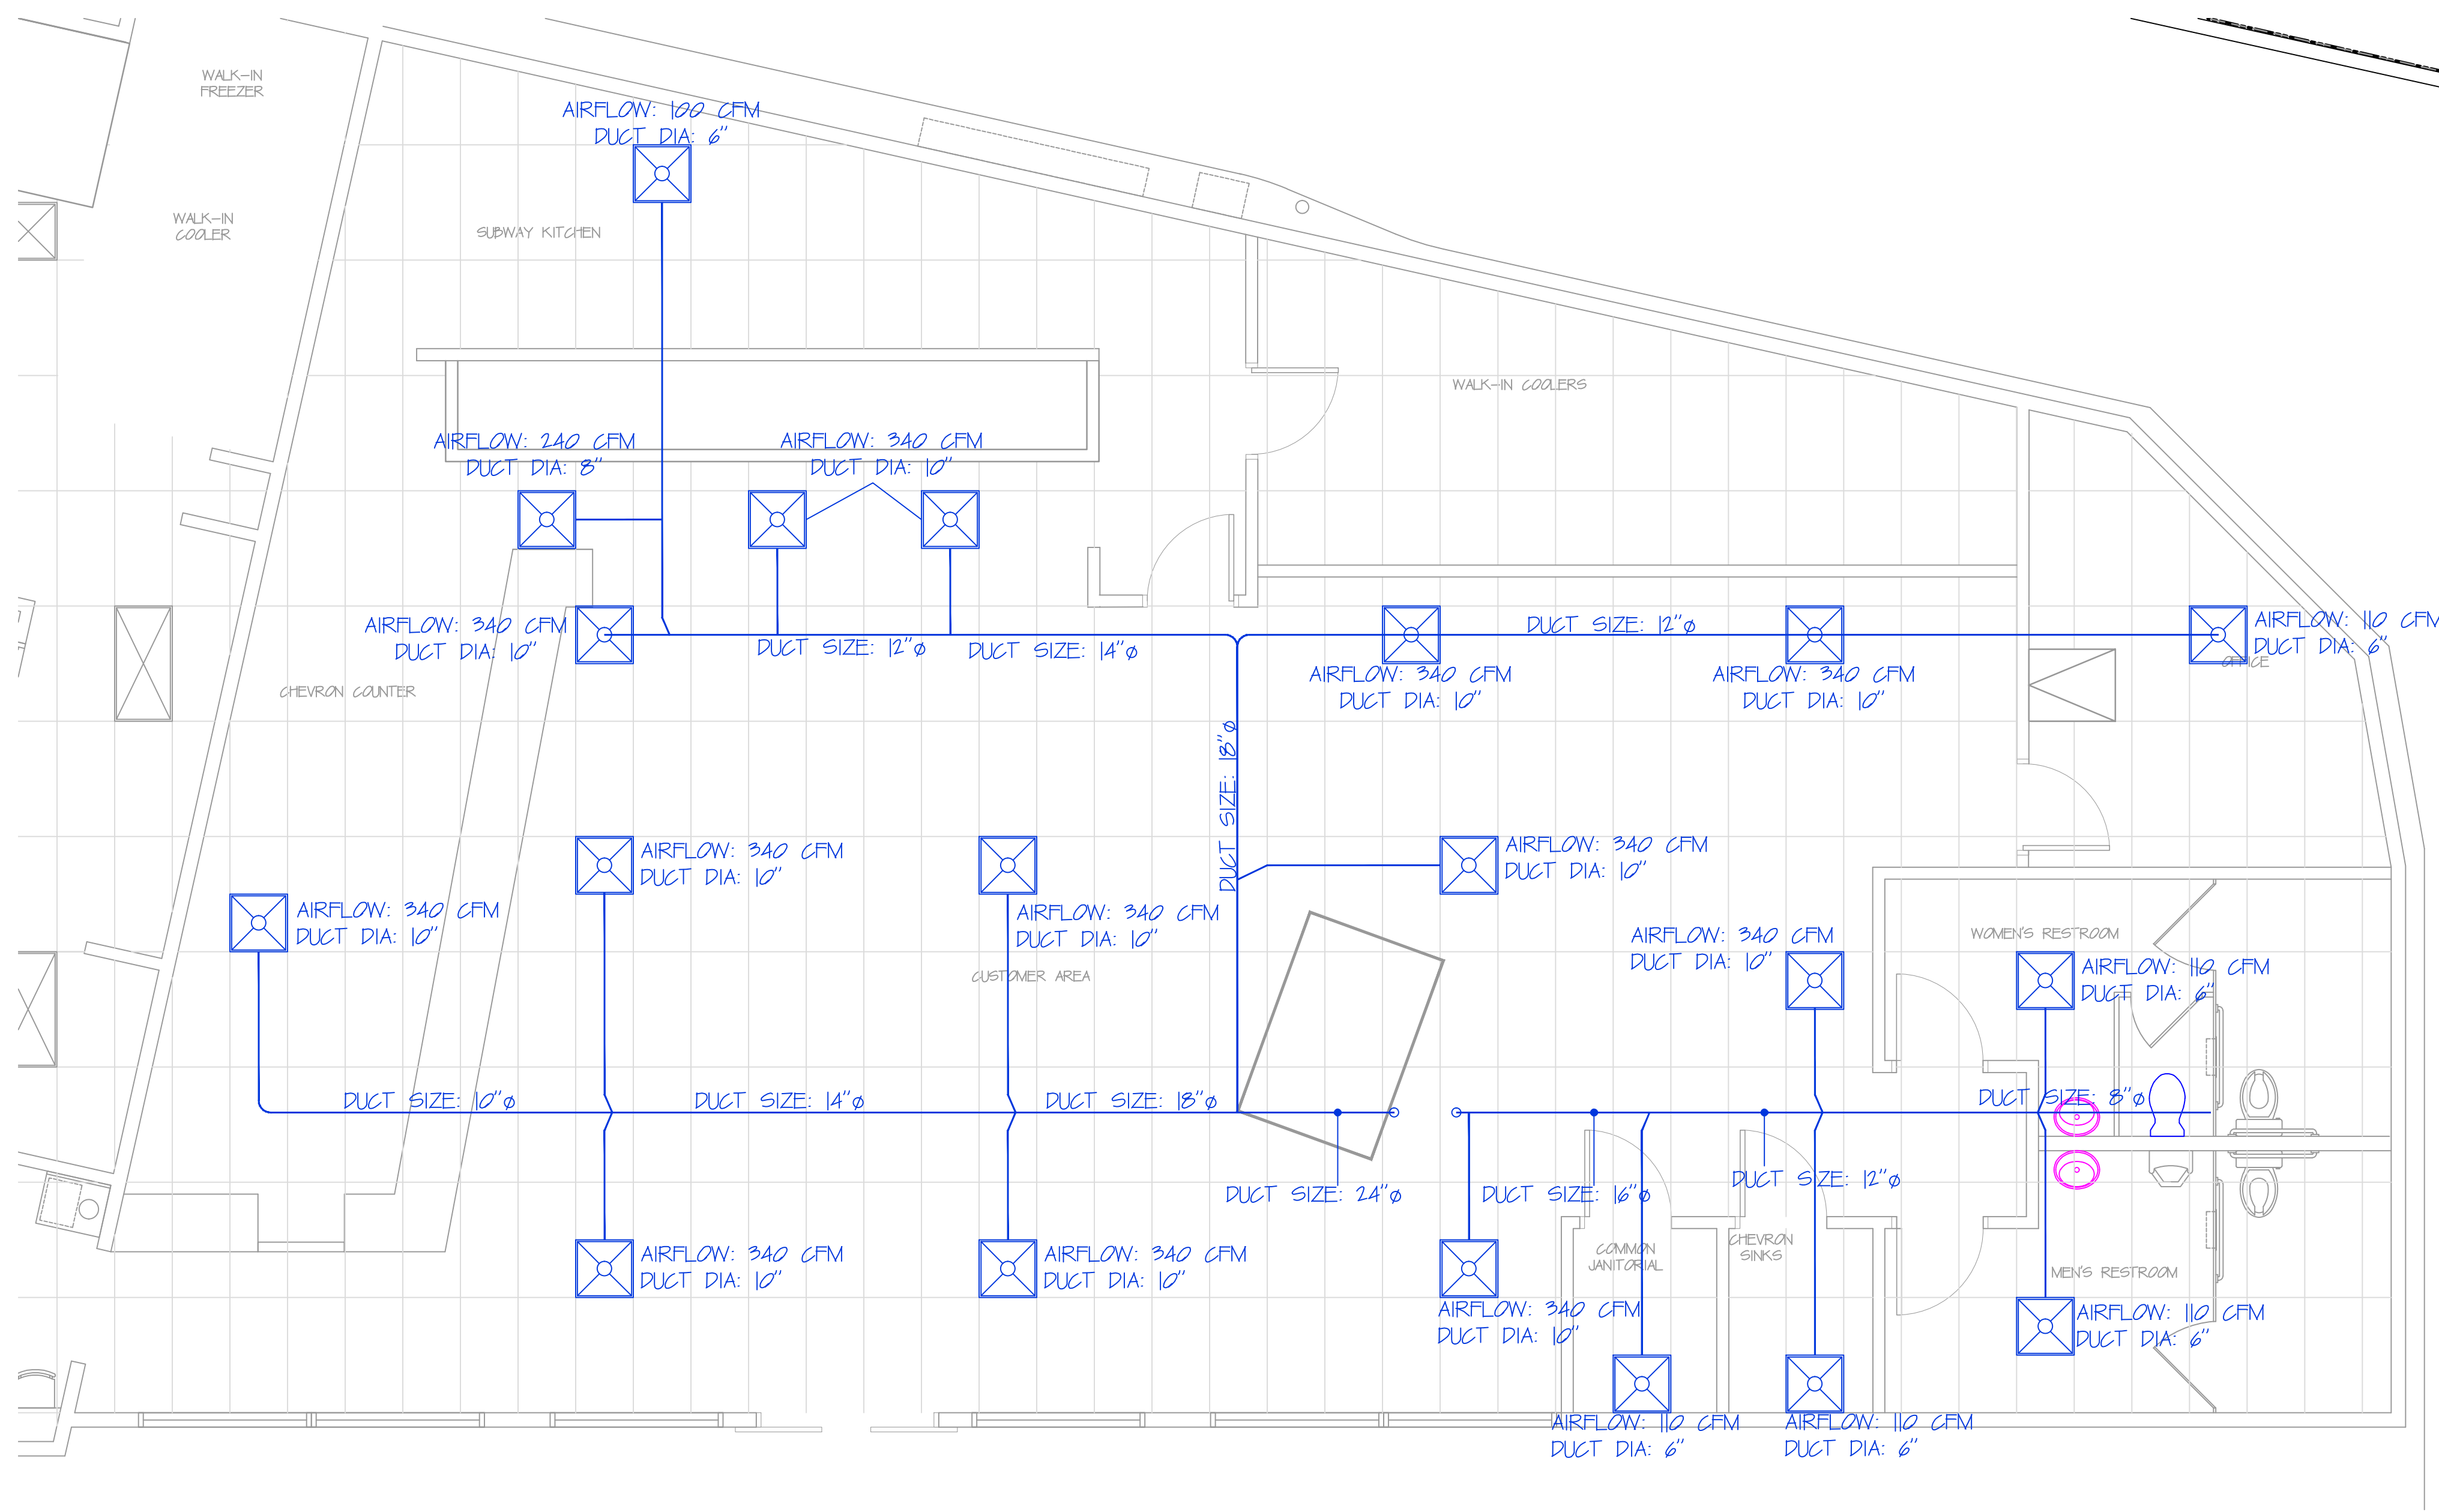 WALK-IN
FREEZER
AIRFLOW: 100 CFM
DUCT DIA: 6"
WALK-IN
COOLER
SUBWAY KITCHEN
WALK-IN COOLERS
AIRFLOW: 240 CFM
DUCT DIA: 8"
AIRFLOW: 340 CFM
DUCT DIA: 10"
AIRFLOW: 340 CFM
DUCT DIA: 10"
DUCT SIZE: 12"ø
DUCT SIZE: 14"ø
DUCT SIZE: 12"ø
AIRFLOW: 110 CFM
DUCT DIA: 6"
OFFICE
AIRFLOW: 340 CFM
DUCT DIA: 10"
AIRFLOW: 340 CFM
DUCT DIA: 10"
CHEVRON COUNTER
DUCT SIZE: 18"ø
AIRFLOW: 340 CFM
DUCT DIA: 10"
AIRFLOW: 340 CFM
DUCT DIA: 10"
AIRFLOW: 340 CFM
DUCT DIA: 10"
AIRFLOW: 340 CFM
DUCT DIA: 10"
CUSTOMER AREA
AIRFLOW: 340 CFM
DUCT DIA: 10"
WOMEN'S RESTROOM
AIRFLOW: 110 CFM
DUCT DIA: 6"
DUCT SIZE: 10"ø
DUCT SIZE: 14"ø
DUCT SIZE: 18"ø
DUCT SIZE: 8"ø
DUCT SIZE: 24"ø
DUCT SIZE: 16"ø
DUCT SIZE: 12"ø
AIRFLOW: 340 CFM
DUCT DIA: 10"
AIRFLOW: 340 CFM
DUCT DIA: 10"
COMMON
JANITORIAL
CHEVRON
SINKS
MEN'S RESTROOM
AIRFLOW: 340 CFM
DUCT DIA: 10"
AIRFLOW: 110 CFM
DUCT DIA: 6"
AIRFLOW: 110 CFM
DUCT DIA: 6"
AIRFLOW: 110 CFM
DUCT DIA: 6"